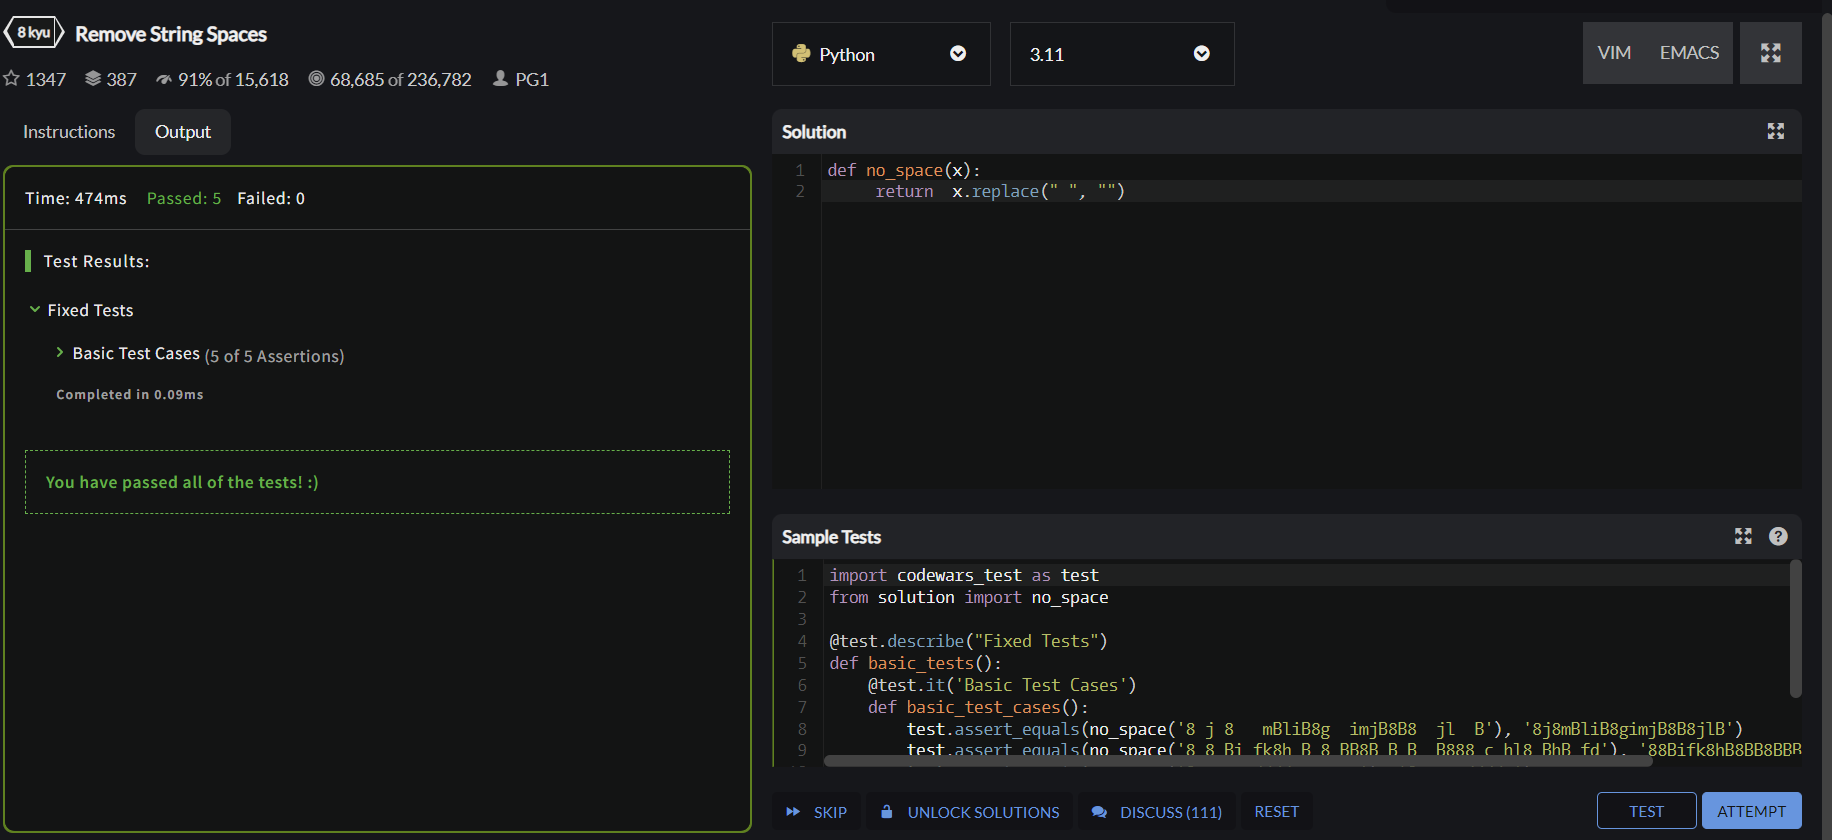 8 kyu Remove String Spaces
1347 387 91% of 15,618 68,685 of 236,782 PG1
Instructions Output
Time: 474ms Passed: 5 Failed: 0
Test Results:
Fixed Tests
Basic Test Cases (5 of 5 Assertions)
Completed in 0.09ms
You have passed all of the tests! :)
Python 3.11 VIM EMACS
Solution
1 def no_space(x):
2      return  x.replace(" ", "")
Sample Tests
1 import codewars_test as test
2 from solution import no_space
3
4 @test.describe("Fixed Tests")
5 def basic_tests():
6     @test.it('Basic Test Cases')
7     def basic_test_cases():
8         test.assert_equals(no_space('8 j 8   mBliB8g  imjB8B8  jl  B'), '8j8mBliB8gimjB8B8jlB')
9         test.assert_equals(no_space('8 8 Bi fk8h B 8 BB8B B B  B888 c hl8 BhB fd'), '88Bifk8hB8BB8BBB
SKIP UNLOCK SOLUTIONS DISCUSS (111) RESET TEST ATTEMPT